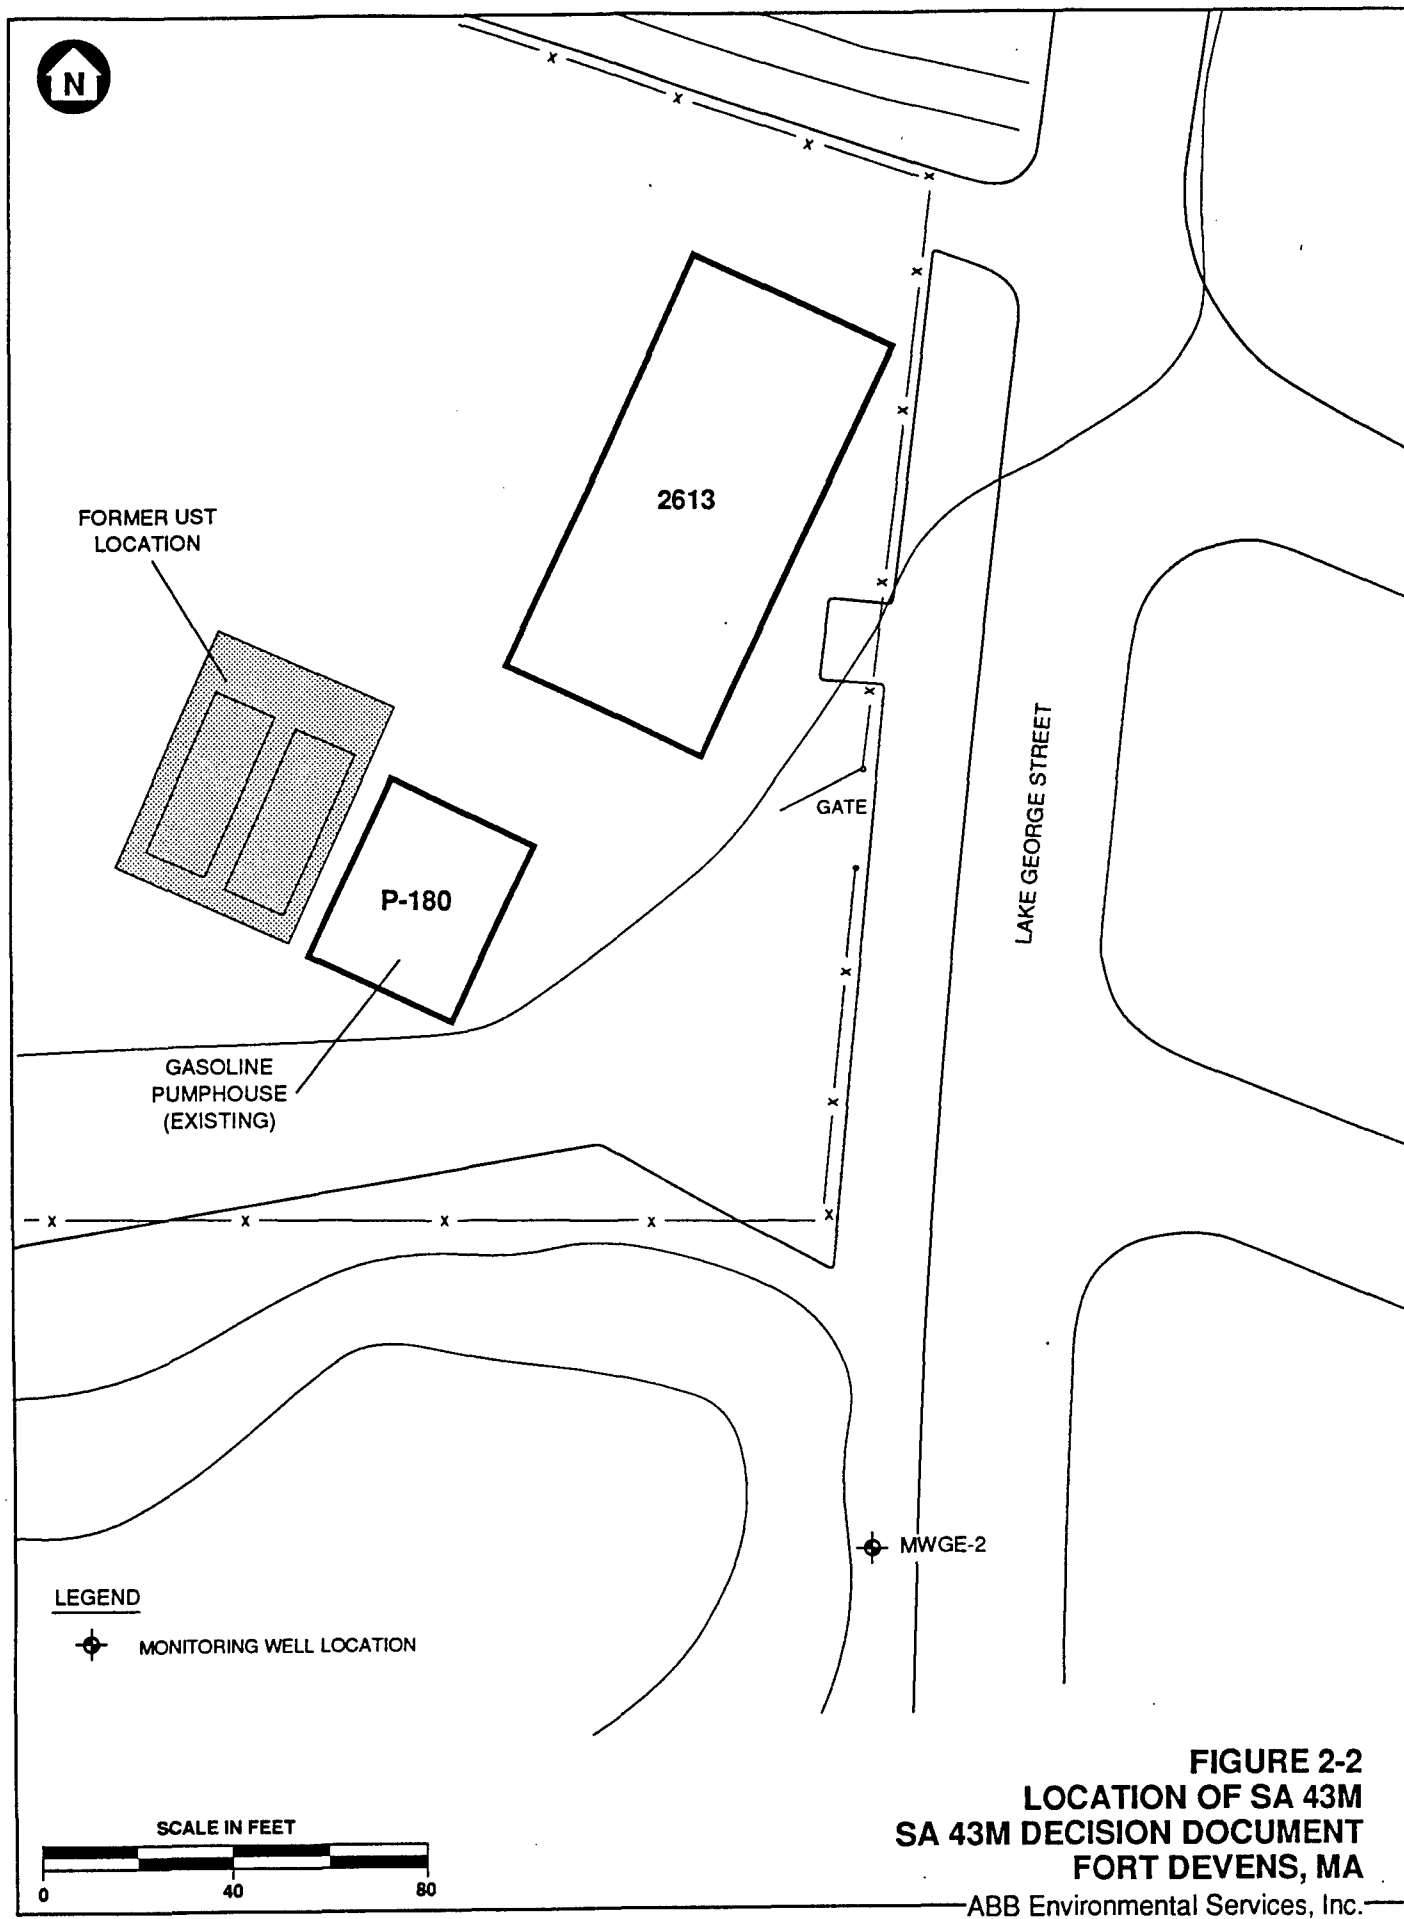 N
2613
FORMER UST
LOCATION
P-180
GATE
LAKE GEORGE STREET
GASOLINE
PUMPHOUSE
(EXISTING)
MWGE-2
LEGEND
MONITORING WELL LOCATION
SCALE IN FEET
0 40 80
FIGURE 2-2
LOCATION OF SA 43M
SA 43M DECISION DOCUMENT
FORT DEVENS, MA
ABB Environmental Services, Inc.